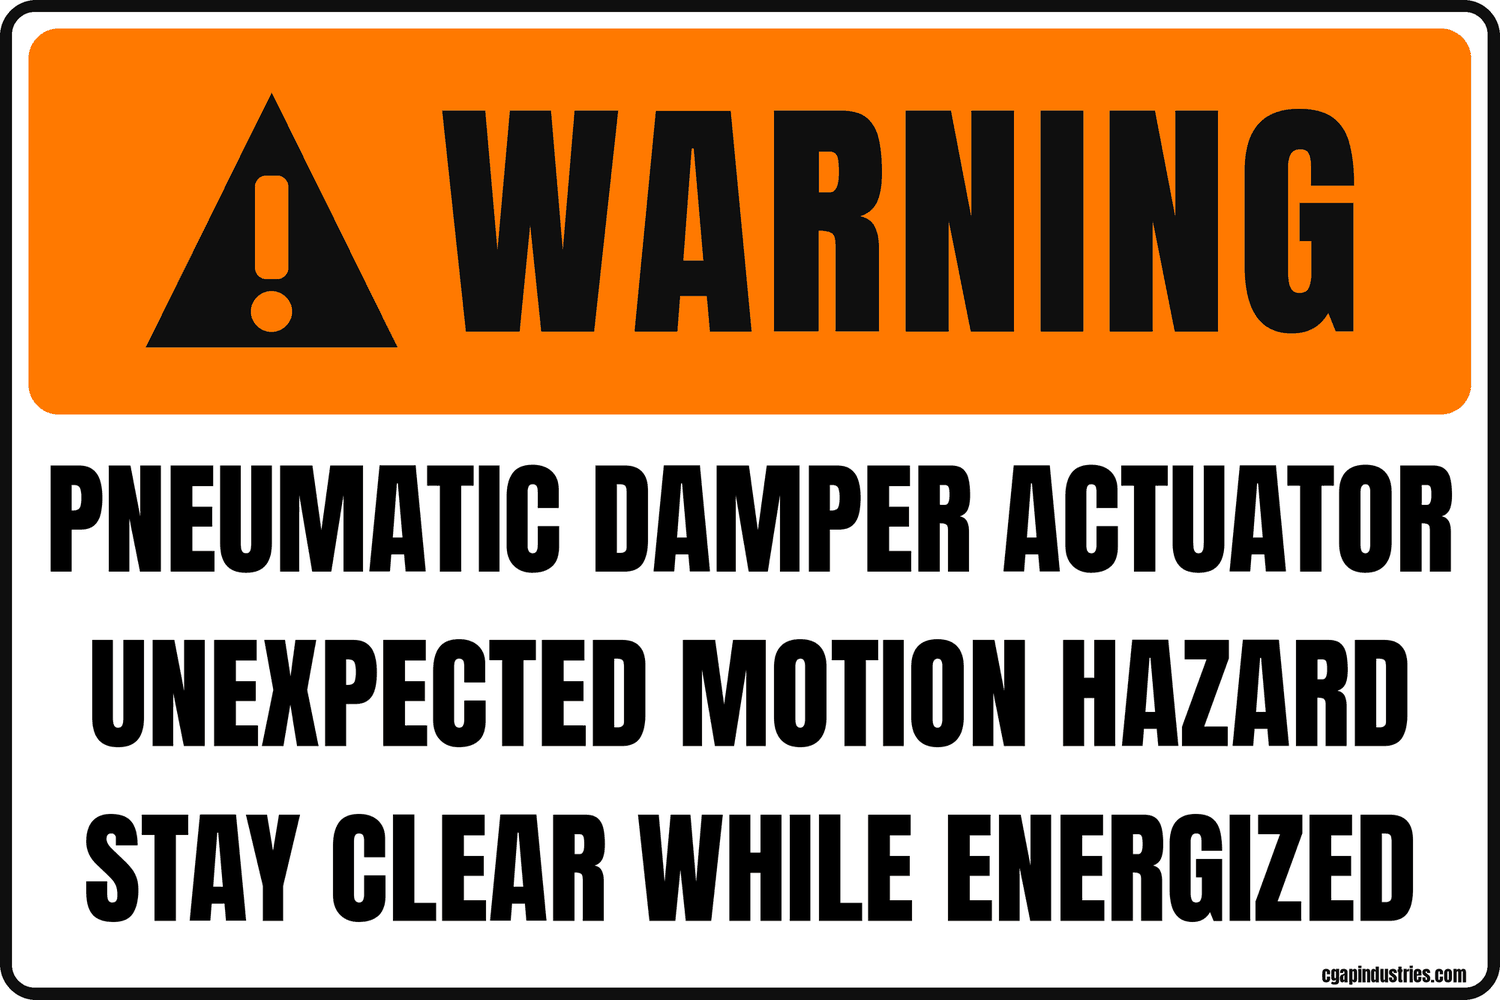 WARNING
PNEUMATIC DAMPER ACTUATOR
UNEXPECTED MOTION HAZARD
STAY CLEAR WHILE ENERGIZED
cgapindustries.com